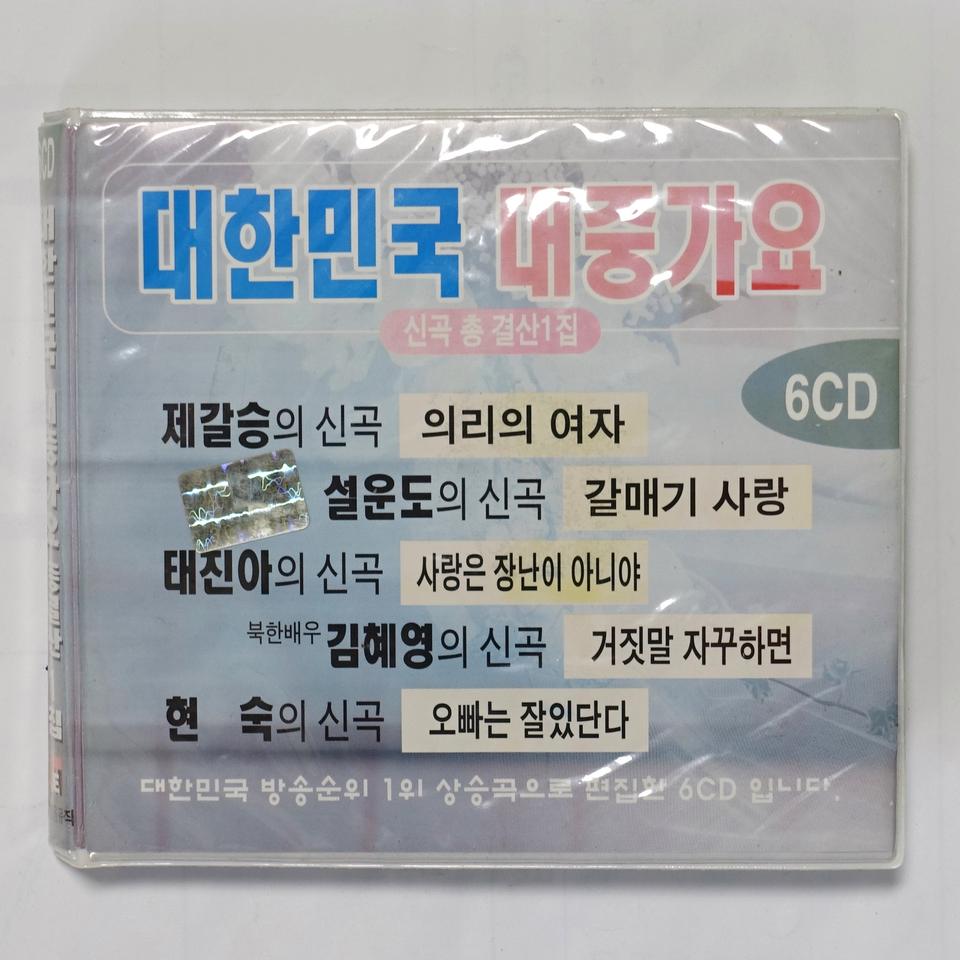 대한민국 대중가요
신곡 총 결산1집
6CD
제갈승의 신곡 의리의 여자
설운도의 신곡 갈매기 사랑
태진아의 신곡 사랑은 장난이 아니야
북한배우 김혜영의 신곡 거짓말 자꾸하면
현 숙의 신곡 오빠는 잘있단다
대한민국 방송순위 1위 상승곡으로 편집한 6CD 입니다.